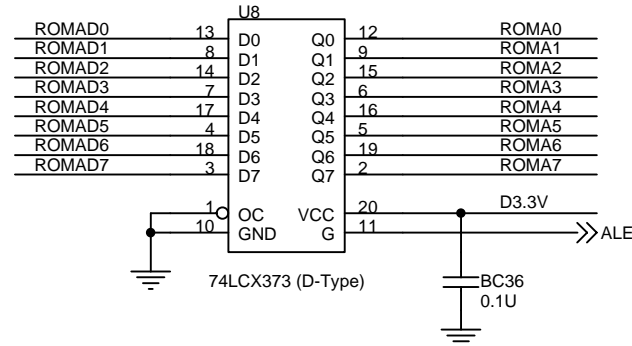 U8
ROMAD0 13 D0 Q0 12 ROMA0
ROMAD1 8 D1 Q1 9 ROMA1
ROMAD2 14 D2 Q2 15 ROMA2
ROMAD3 7 D3 Q3 6 ROMA3
ROMAD4 17 D4 Q4 16 ROMA4
ROMAD5 4 D5 Q5 5 ROMA5
ROMAD6 18 D6 Q6 19 ROMA6
ROMAD7 3 D7 Q7 2 ROMA7
1 OC VCC 20 D3.3V
10 GND G 11 ALE
74LCX373 (D-Type)
BC36
0.1U